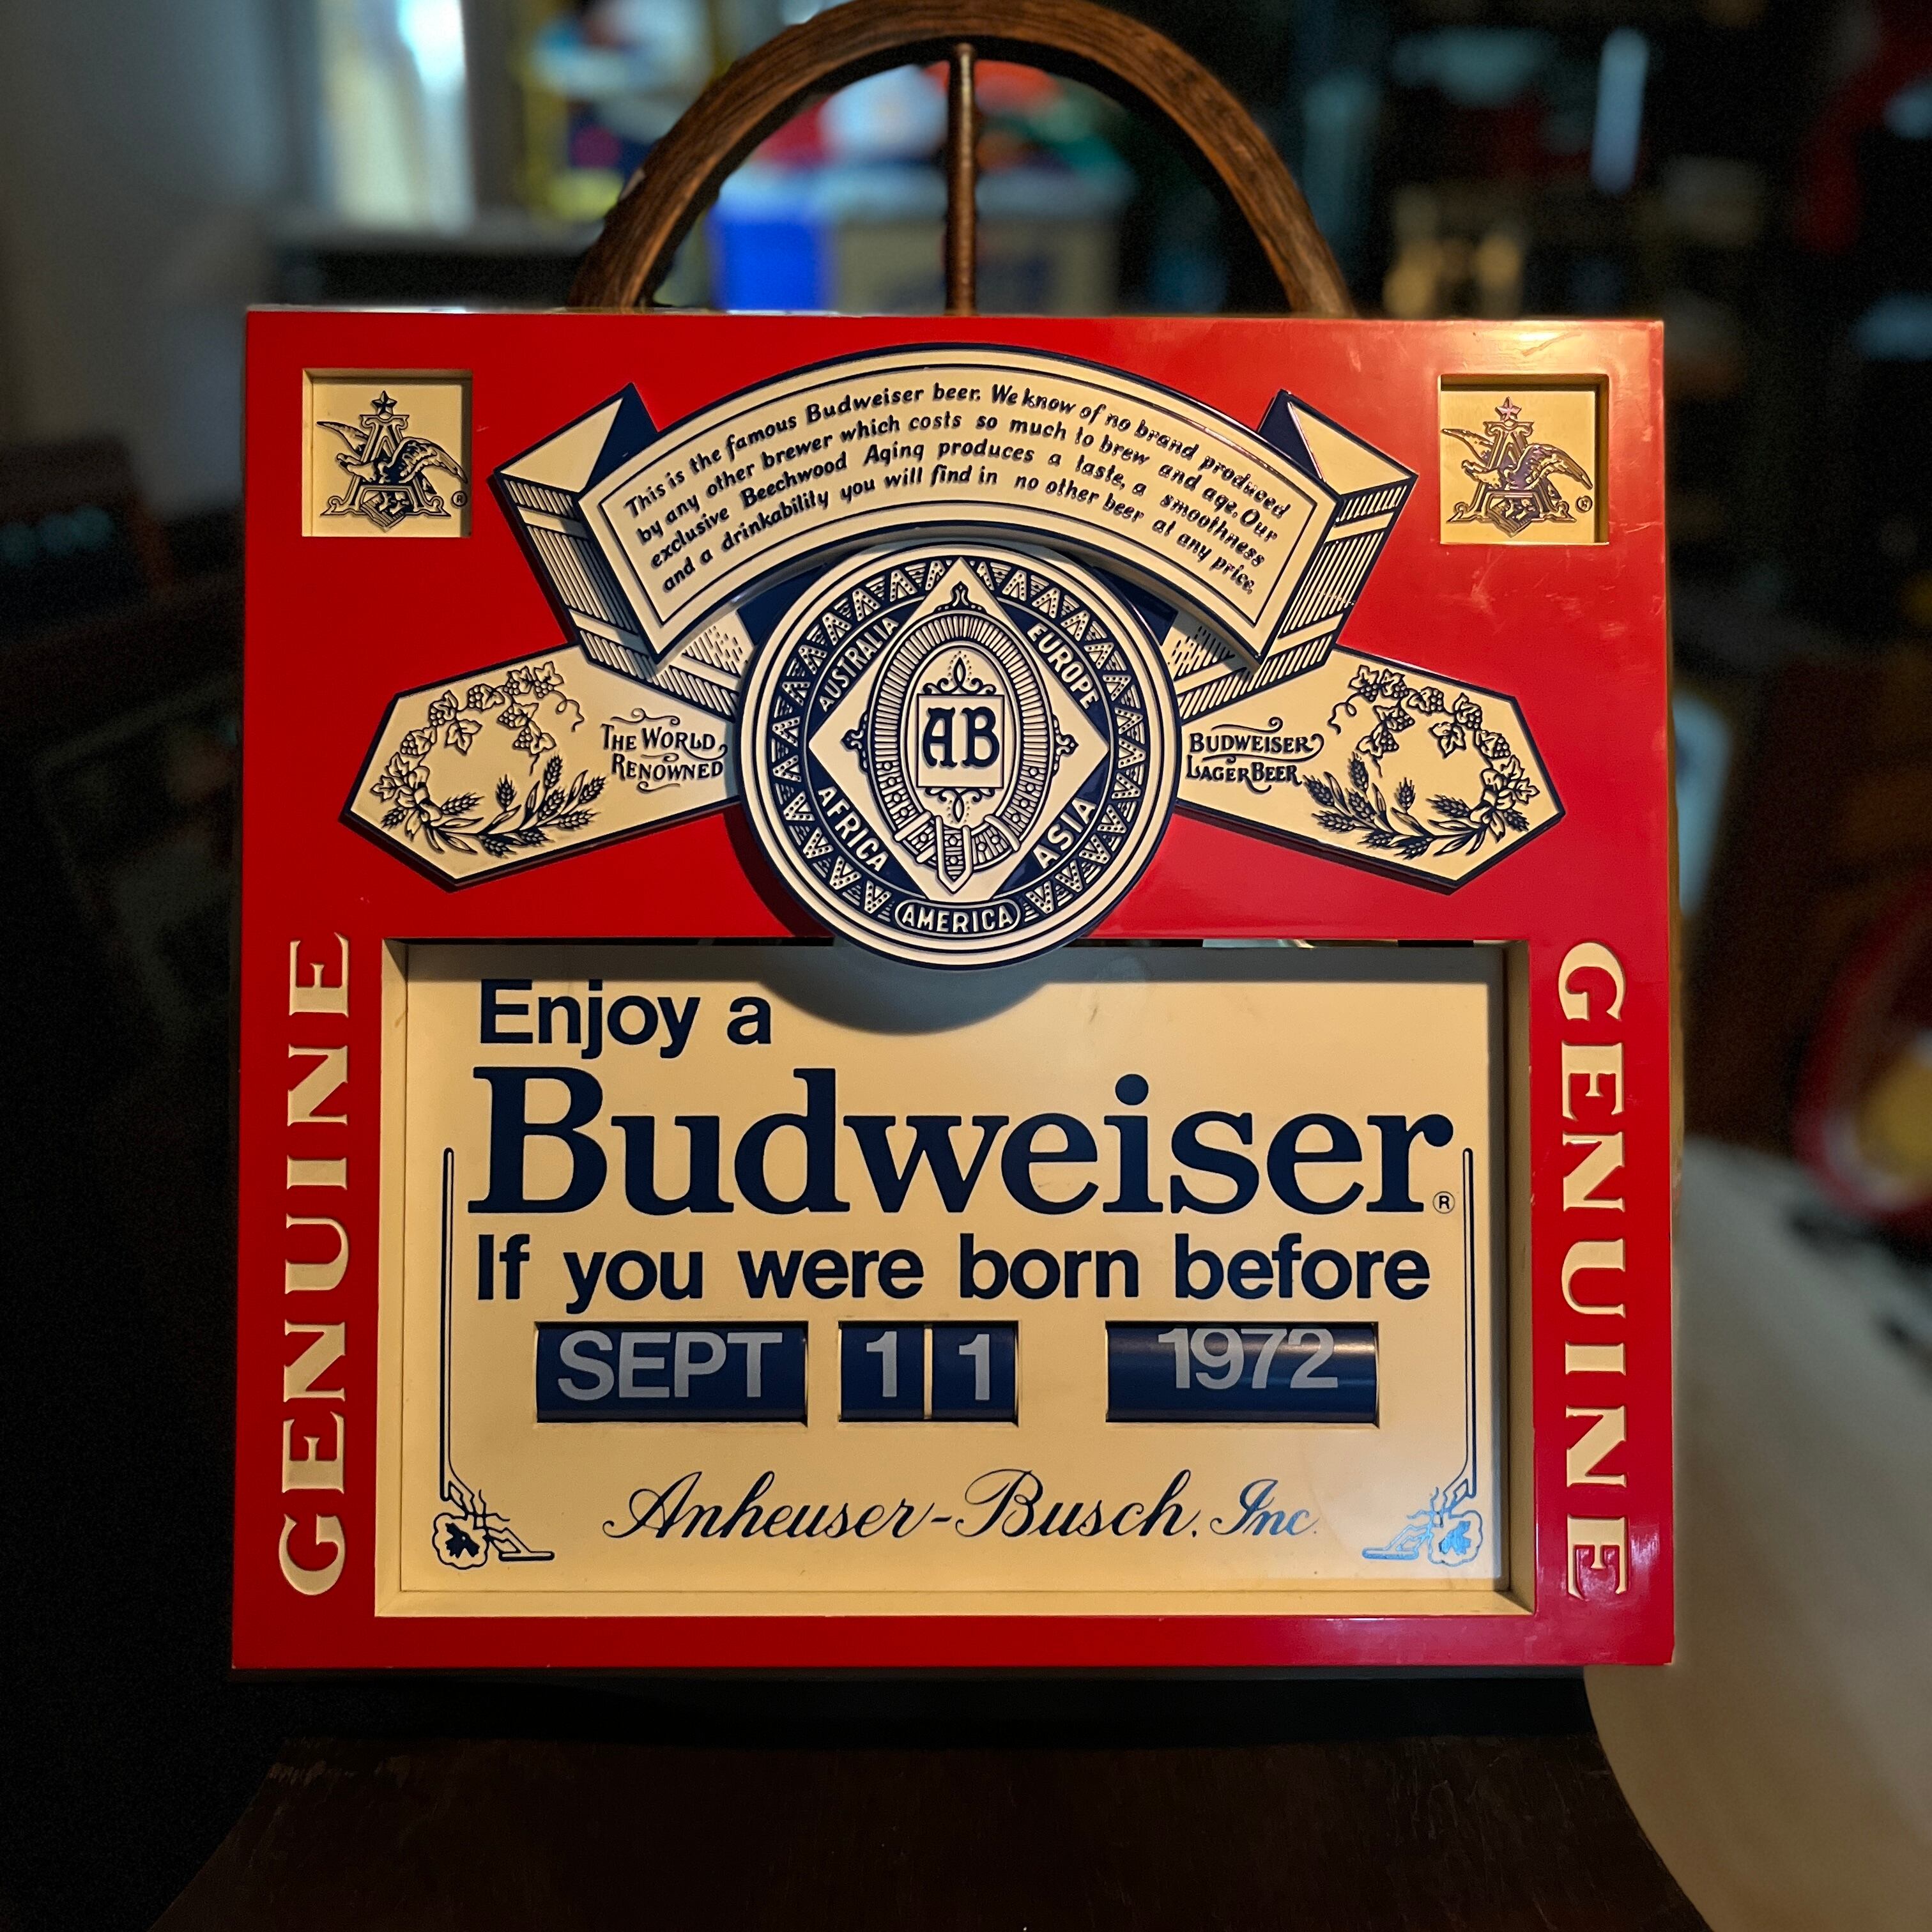 This is the famous Budweiser beer. We know of no brand produced
by any other brewer which costs so much to brew and age. Our
exclusive Beechwood Aging produces a taste, a smoothness
and a drinkability you will find in no other beer at any price.
®
®
THE WORLD
RENOWNED
AUSTRALIA
EUROPE
AB
AFRICA
ASIA
AMERICA
BUDWEISER
LAGER BEER
GENUINE
GENUINE
Enjoy a
Budweiser®
If you were born before
SEPT 11 1972
Anheuser-Busch, Inc.